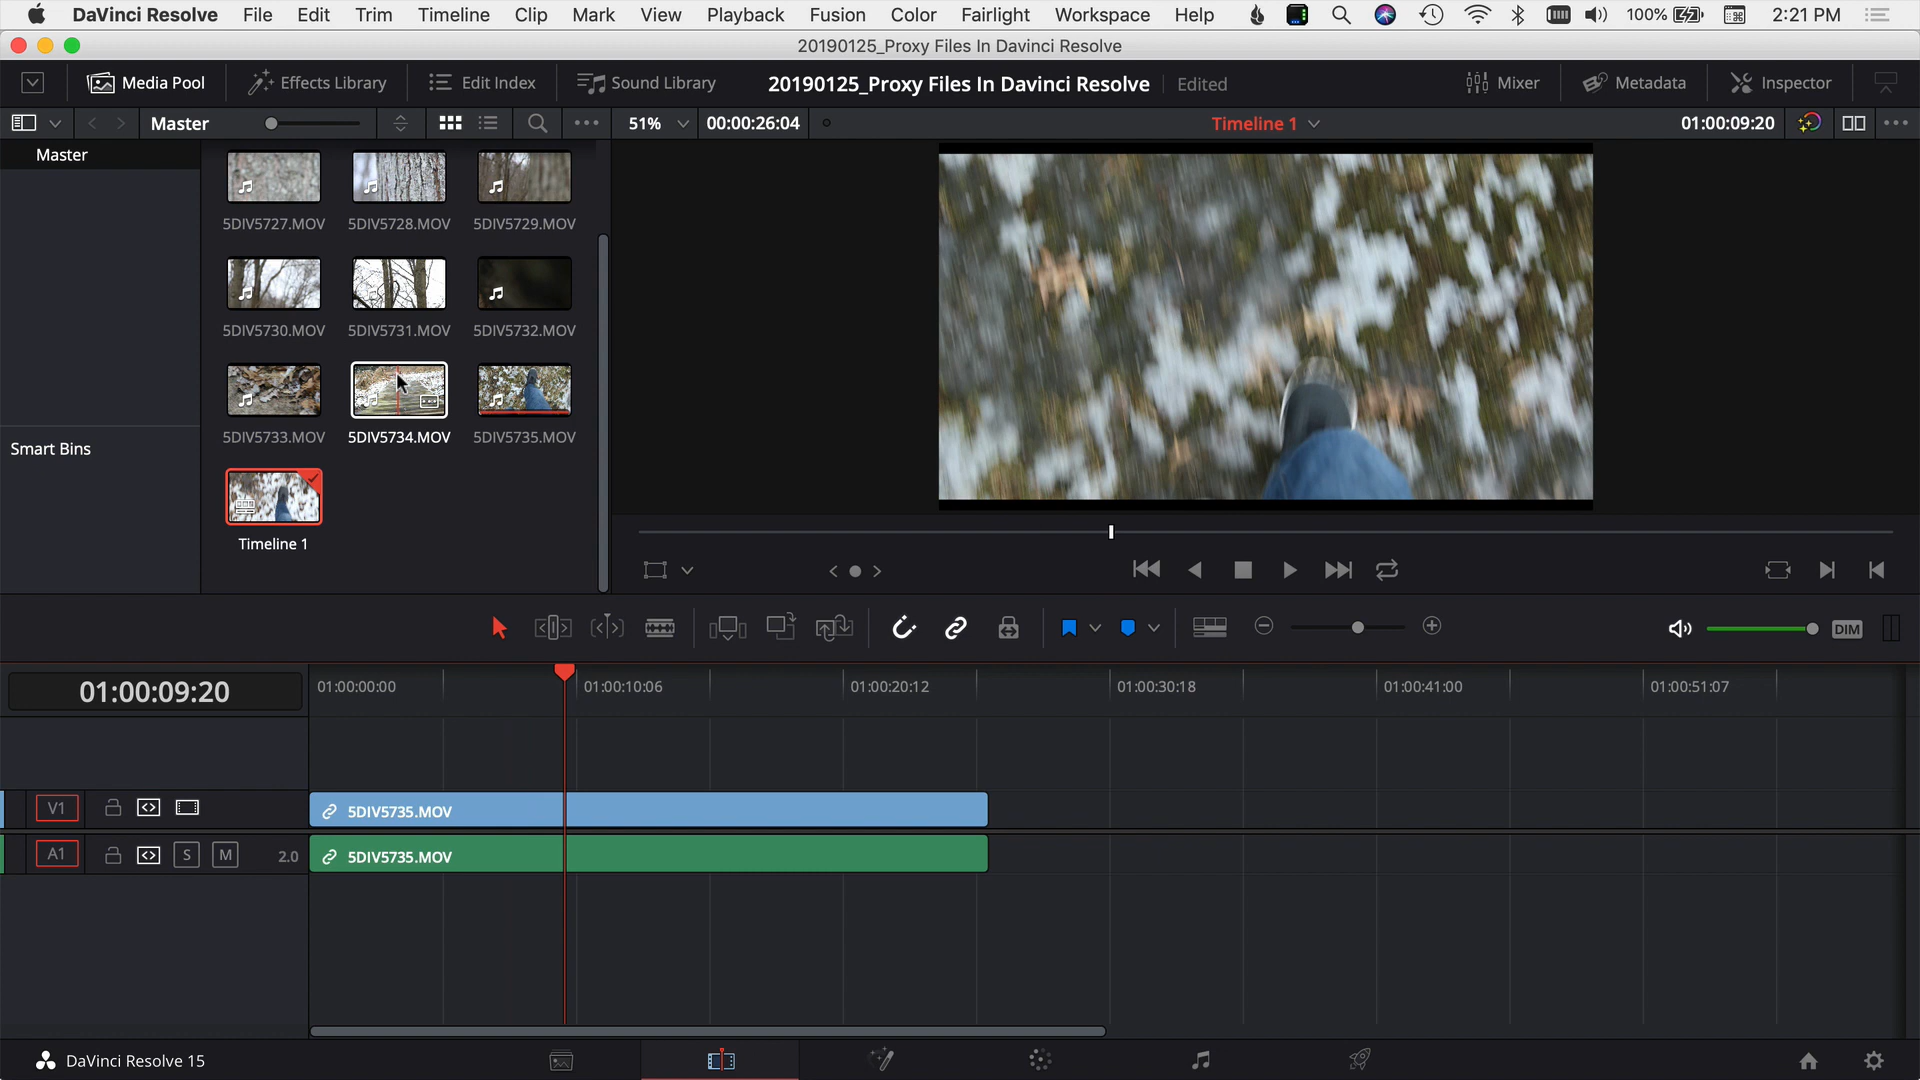 DaVinci Resolve File Edit Trim Timeline Clip Mark View Playback Fusion Color Fairlight Workspace Help 100% 2:21 PM
20190125_Proxy Files In Davinci Resolve
Media Pool Effects Library Edit Index Sound Library 20190125_Proxy Files In Davinci Resolve Edited Mixer Metadata Inspector
Master 51% 00:00:26:04 Timeline 1 01:00:09:20
Master
5DIV5727.MOV 5DIV5728.MOV 5DIV5729.MOV
5DIV5730.MOV 5DIV5731.MOV 5DIV5732.MOV
5DIV5733.MOV 5DIV5734.MOV 5DIV5735.MOV
Smart Bins
Timeline 1
DIM
01:00:09:20 01:00:00:00 01:00:10:06 01:00:20:12 01:00:30:18 01:00:41:00 01:00:51:07
V1 5DIV5735.MOV
A1 S M 2.0 5DIV5735.MOV
DaVinci Resolve 15